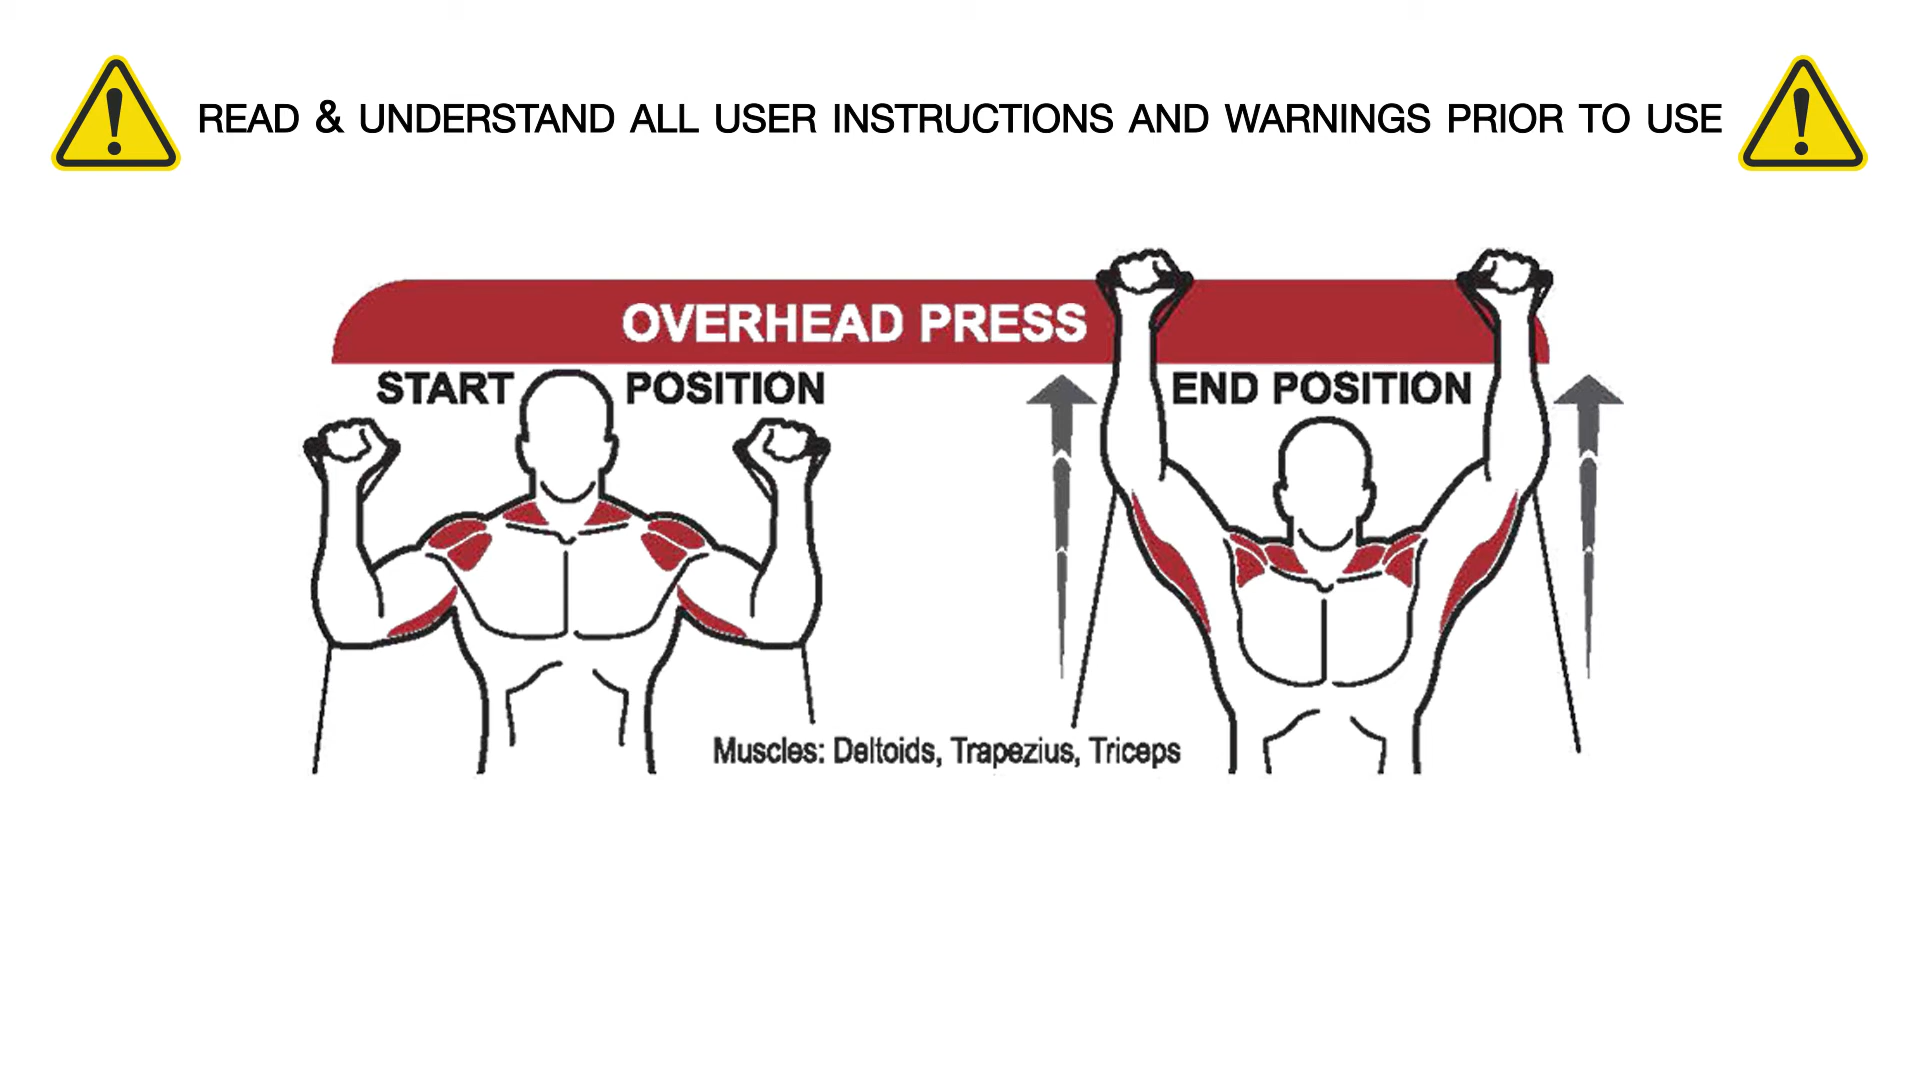 READ & UNDERSTAND ALL USER INSTRUCTIONS AND WARNINGS PRIOR TO USE
OVERHEAD PRESS
START POSITION
END POSITION
Muscles: Deltoids, Trapezius, Triceps